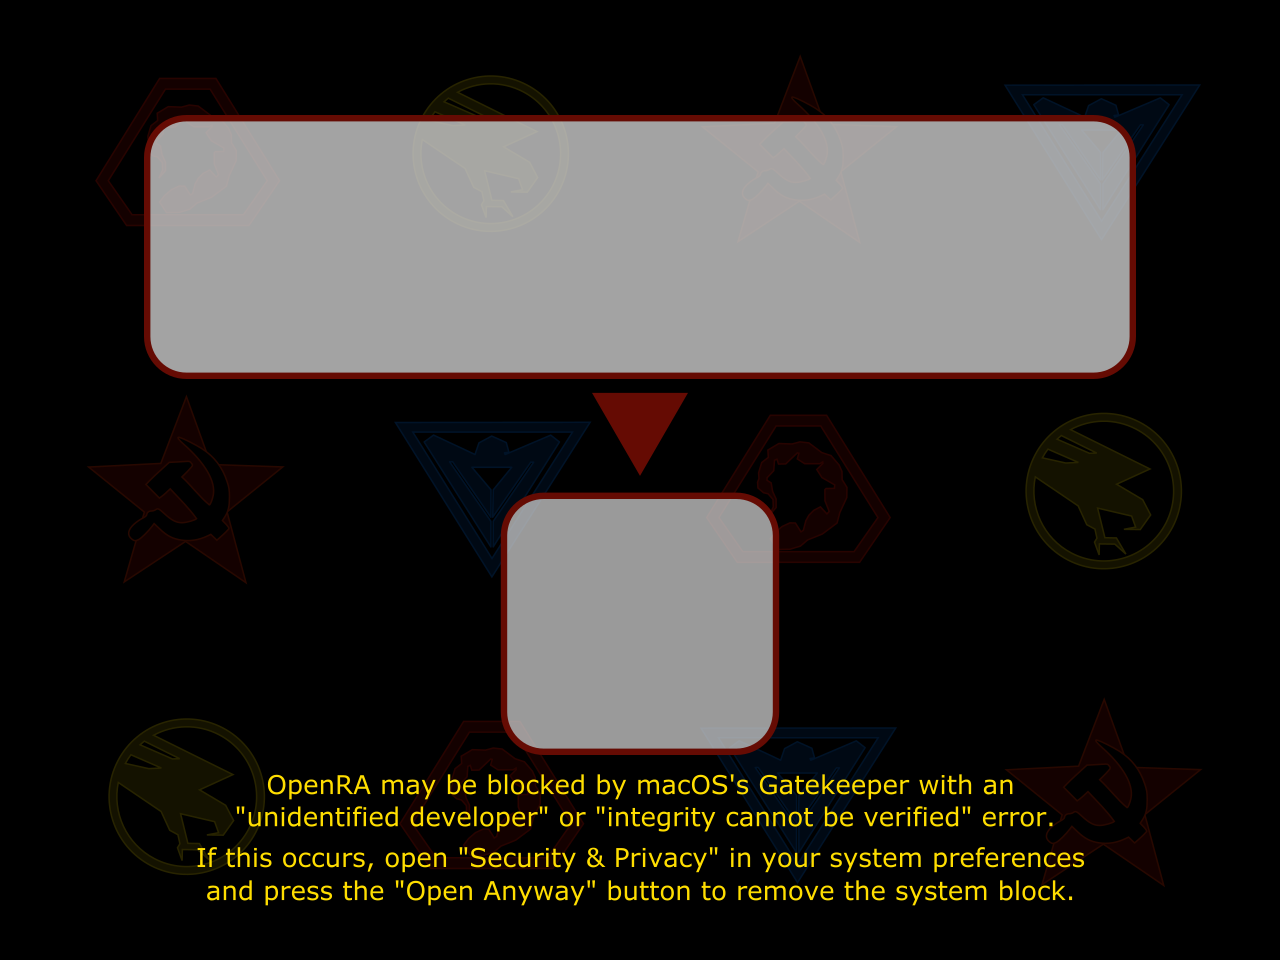 OpenRA may be blocked by macOS's Gatekeeper with an
"unidentified developer" or "integrity cannot be verified" error.
If this occurs, open "Security & Privacy" in your system preferences
and press the "Open Anyway" button to remove the system block.